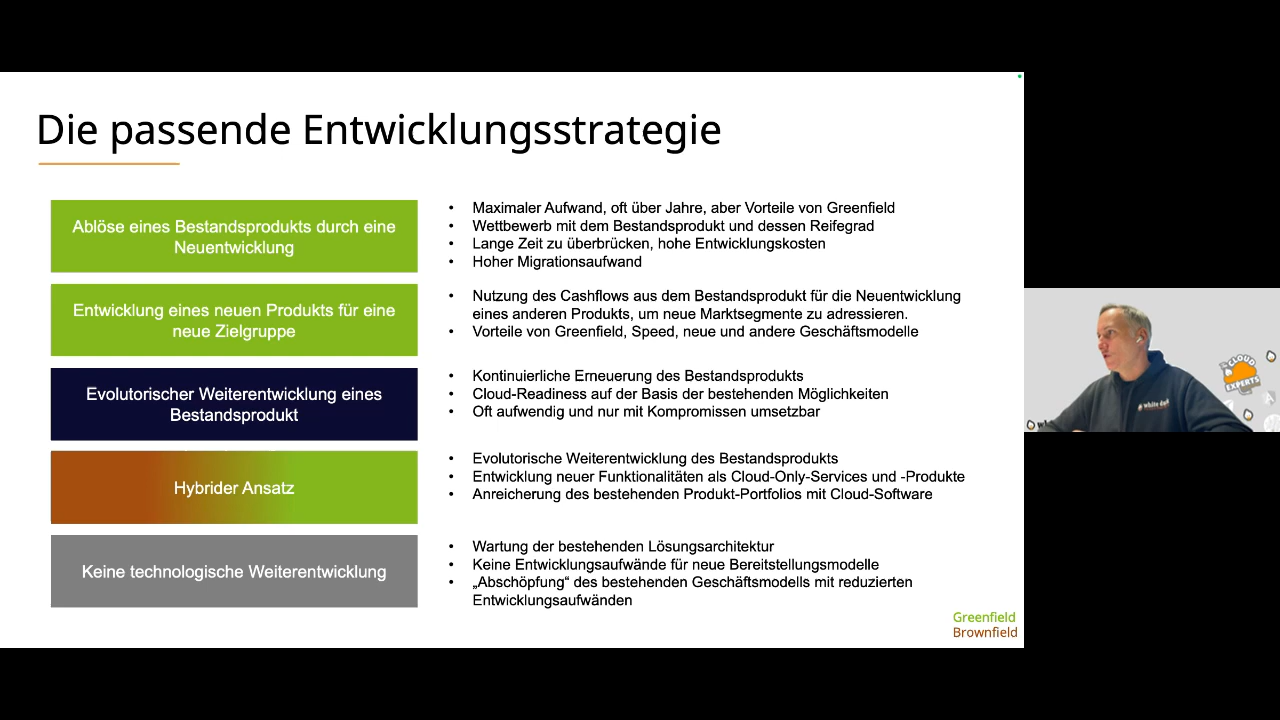 Die passende Entwicklungsstrategie
Ablöse eines Bestandsprodukts durch eine
Neuentwicklung
• Maximaler Aufwand, oft über Jahre, aber Vorteile von Greenfield
• Wettbewerb mit dem Bestandsprodukt und dessen Reifegrad
• Lange Zeit zu überbrücken, hohe Entwicklungskosten
• Hoher Migrationsaufwand
Entwicklung eines neuen Produkts für eine
neue Zielgruppe
• Nutzung des Cashflows aus dem Bestandsprodukt für die Neuentwicklung
eines anderen Produkts, um neue Marktsegmente zu adressieren.
• Vorteile von Greenfield, Speed, neue und andere Geschäftsmodelle
Evolutorischer Weiterentwicklung eines
Bestandsprodukt
• Kontinuierliche Erneuerung des Bestandsprodukts
• Cloud-Readiness auf der Basis der bestehenden Möglichkeiten
• Oft aufwendig und nur mit Kompromissen umsetzbar
Hybrider Ansatz
• Evolutorische Weiterentwicklung des Bestandsprodukts
• Entwicklung neuer Funktionalitäten als Cloud-Only-Services und -Produkte
• Anreicherung des bestehenden Produkt-Portfolios mit Cloud-Software
Keine technologische Weiterentwicklung
• Wartung der bestehenden Lösungsarchitektur
• Keine Entwicklungsaufwände für neue Bereitstellungsmodelle
• „Abschöpfung“ des bestehenden Geschäftsmodells mit reduzierten
Entwicklungsaufwänden
Greenfield
Brownfield
CLOUD
EXPERTS